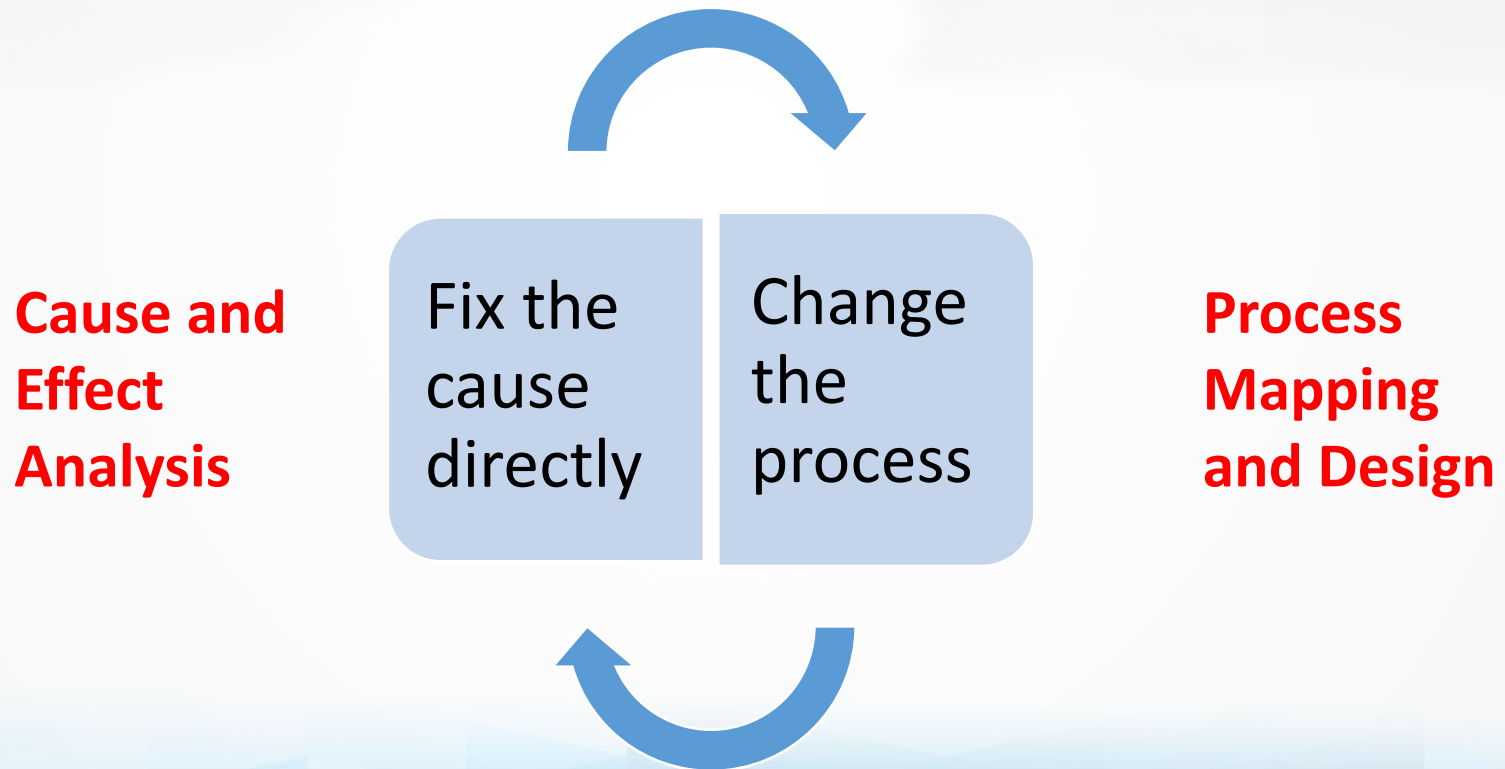 Cause and
Effect
Analysis
Fix the
cause
directly
Change
the
process
Process
Mapping
and Design